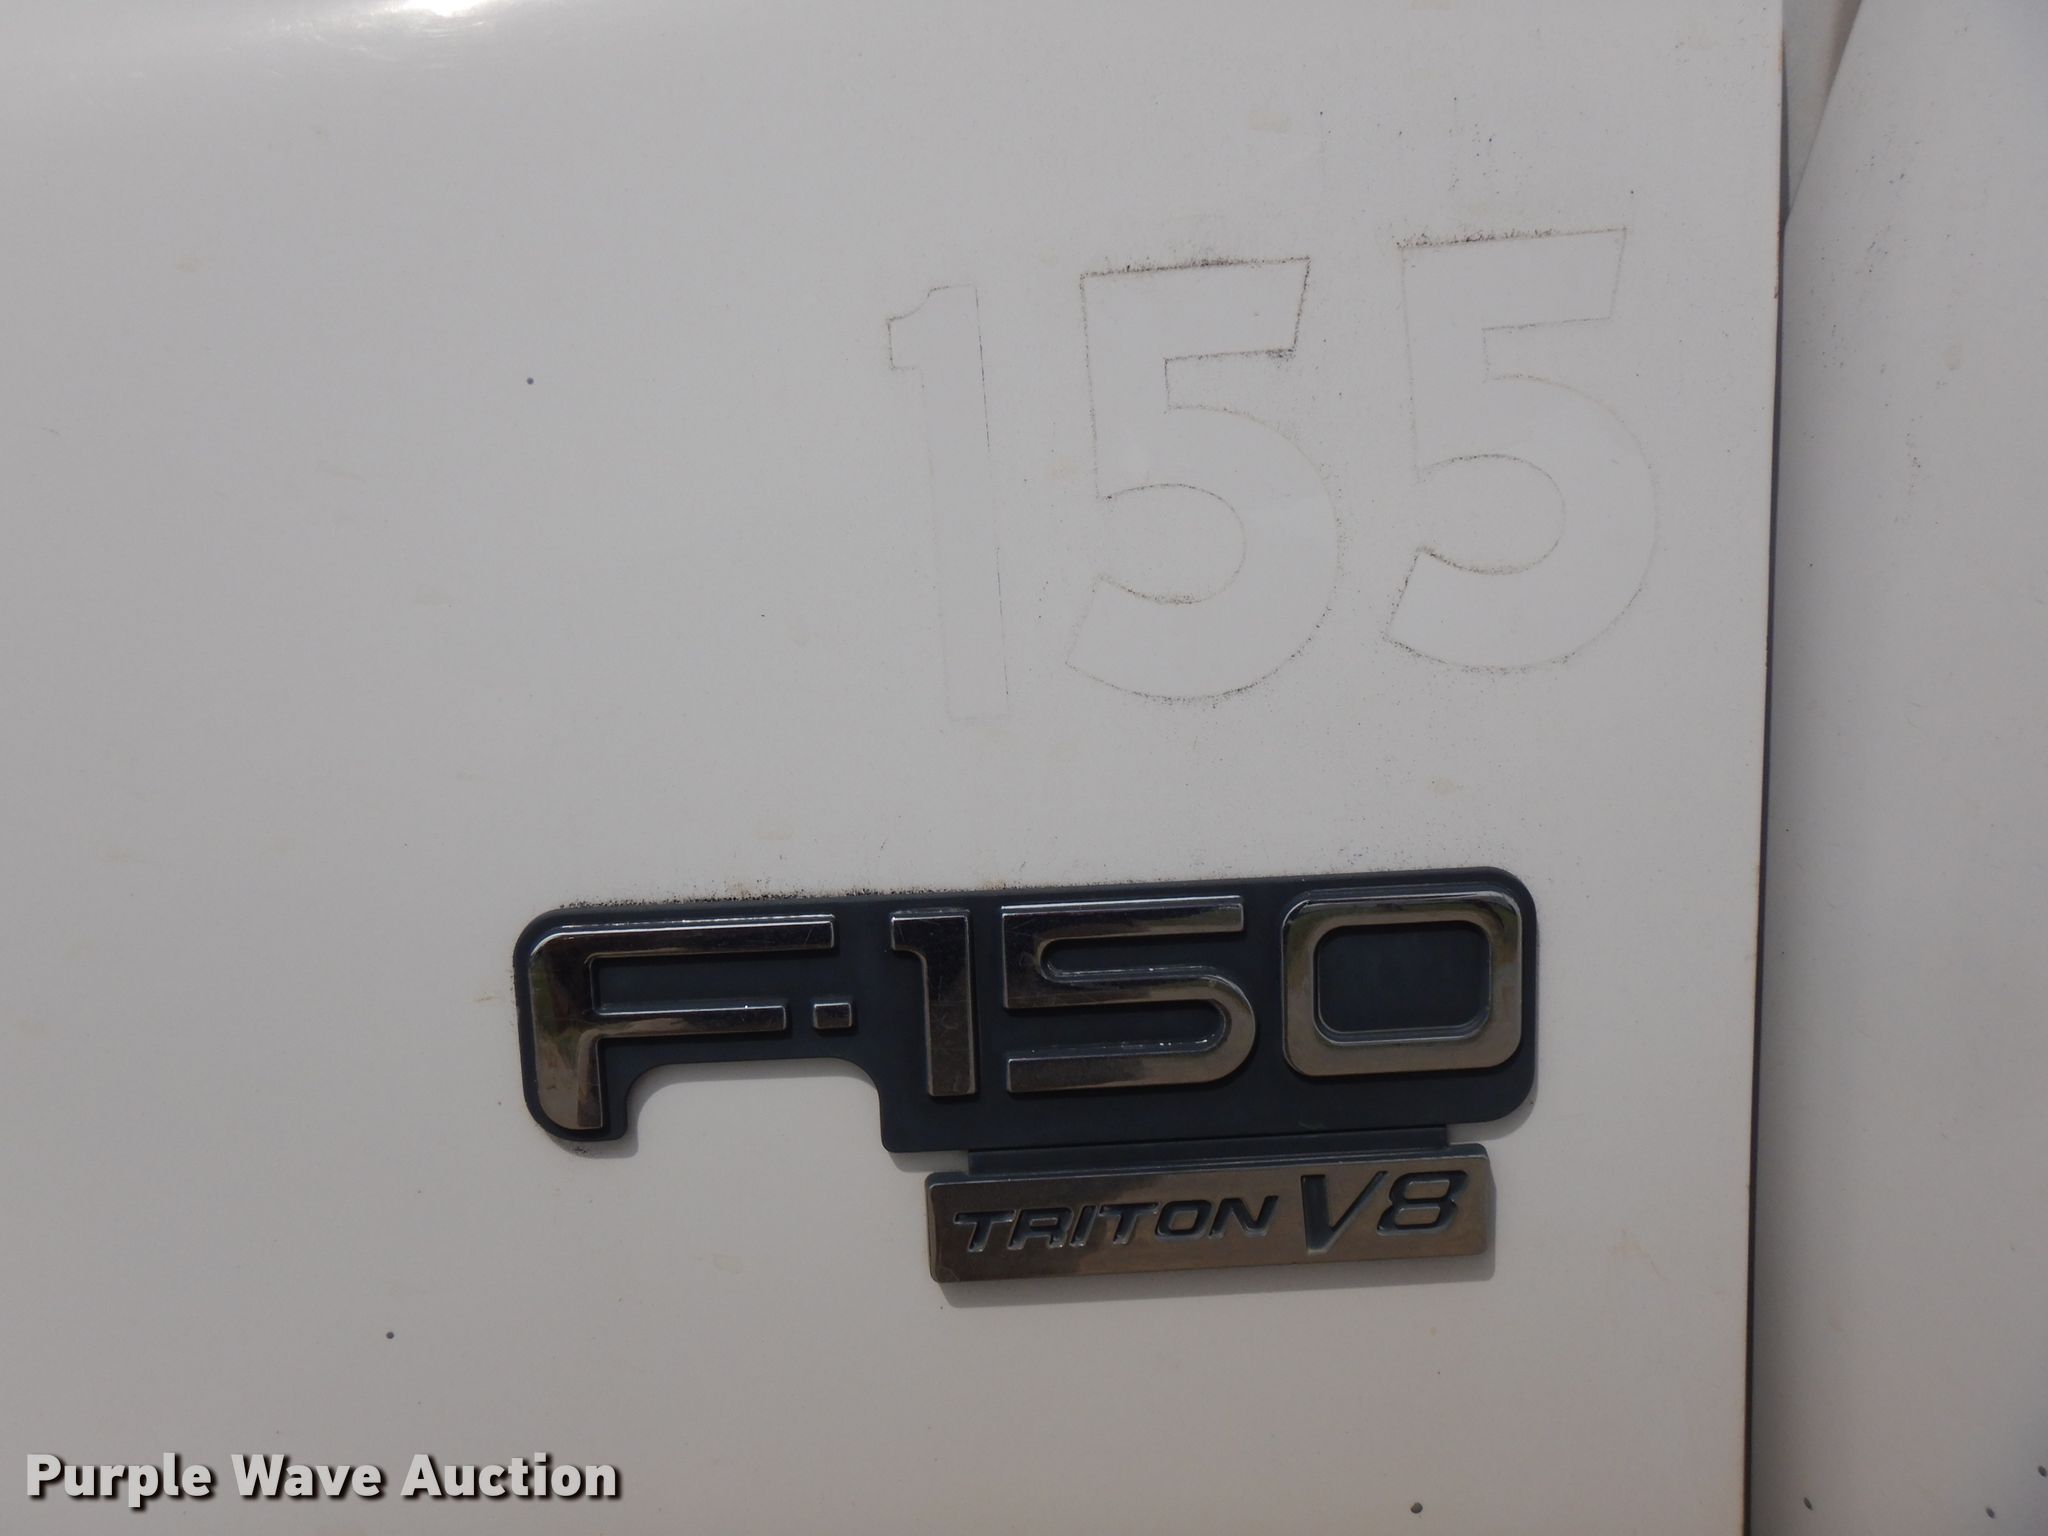 155
F-150
TRITON V8
Purple Wave Auction